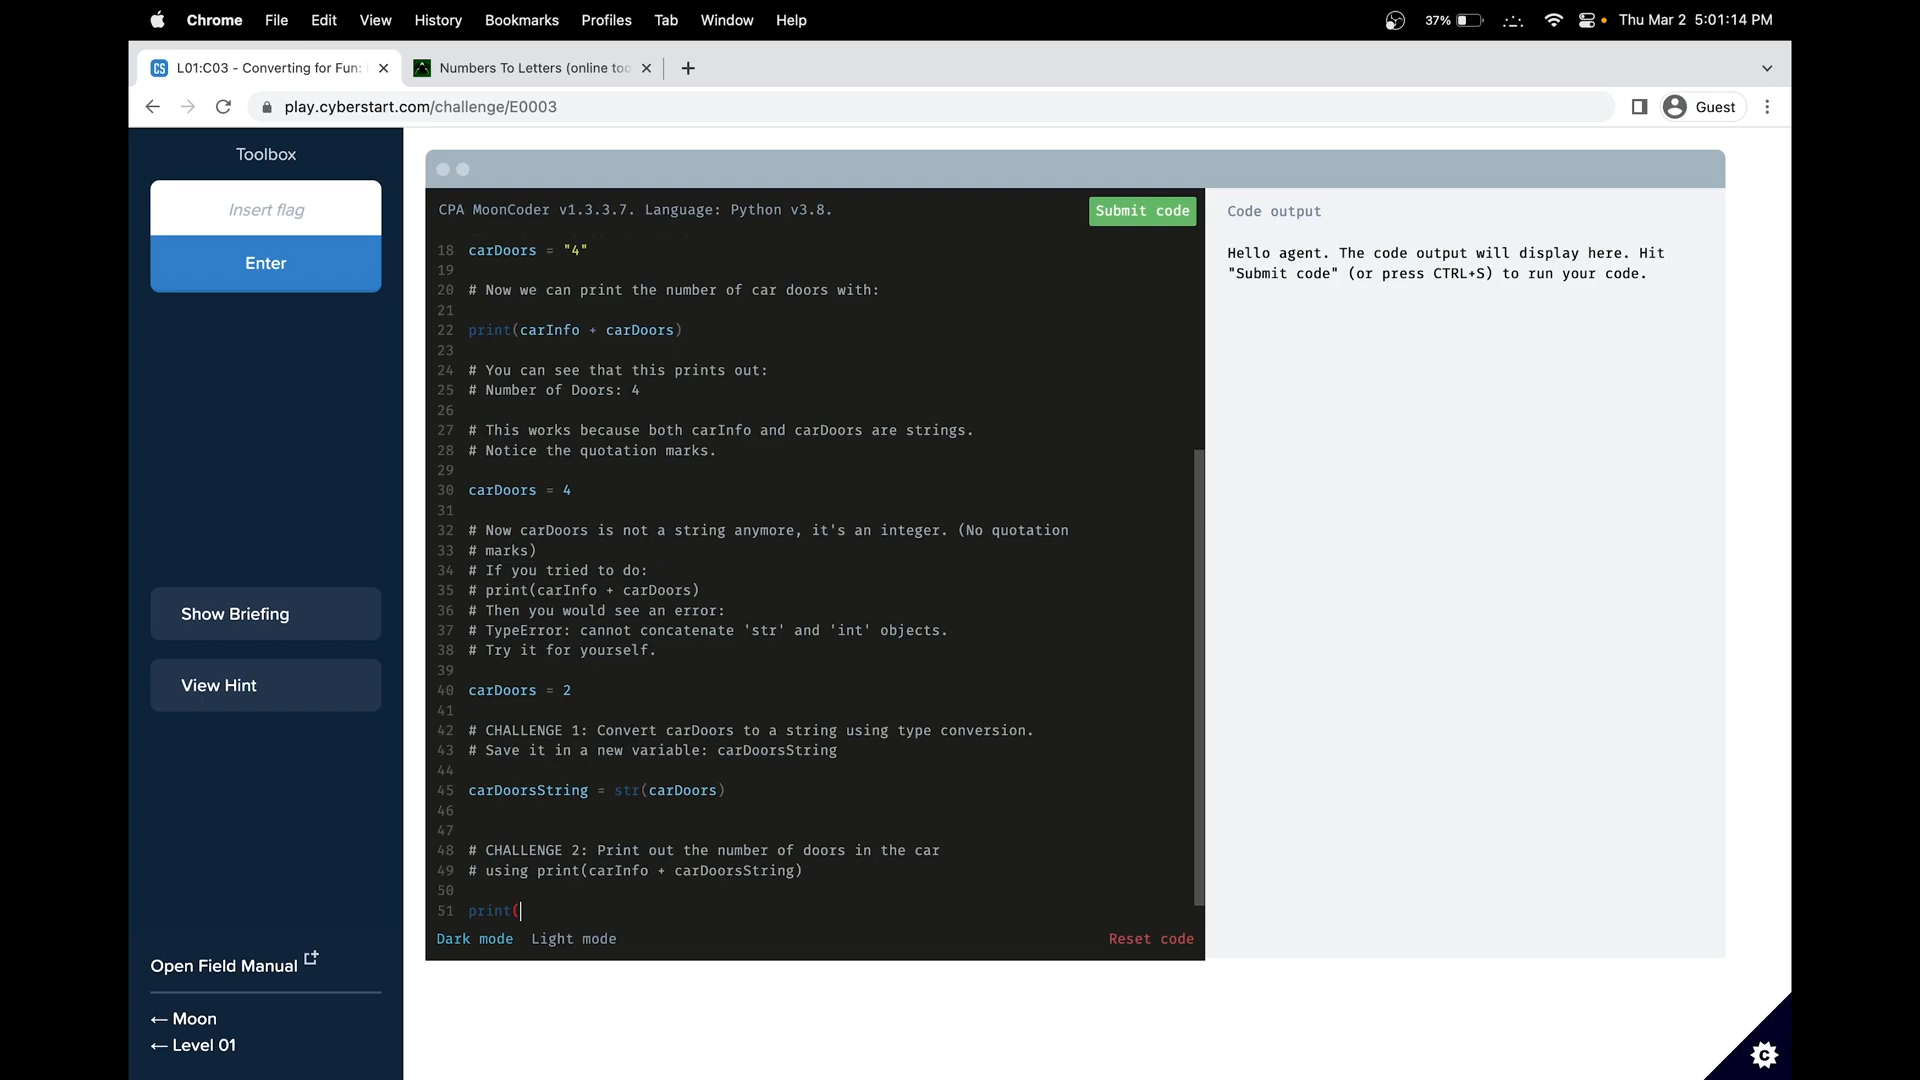 Chrome File Edit View History Bookmarks Profiles Tab Window Help 37% Thu Mar 2 5:01:14 PM
CS L01:C03 - Converting for Fun: Numbers To Letters (online too
play.cyberstart.com/challenge/E0003 Guest
Toolbox
Insert flag
Enter
Show Briefing
View Hint
Open Field Manual
← Moon
← Level 01
CPA MoonCoder v1.3.3.7. Language: Python v3.8. Submit code
18 carDoors = "4"
19
20 # Now we can print the number of car doors with:
21
22 print(carInfo + carDoors)
23
24 # You can see that this prints out:
25 # Number of Doors: 4
26
27 # This works because both carInfo and carDoors are strings.
28 # Notice the quotation marks.
29
30 carDoors = 4
31
32 # Now carDoors is not a string anymore, it's an integer. (No quotation
33 # marks)
34 # If you tried to do:
35 # print(carInfo + carDoors)
36 # Then you would see an error:
37 # TypeError: cannot concatenate 'str' and 'int' objects.
38 # Try it for yourself.
39
40 carDoors = 2
41
42 # CHALLENGE 1: Convert carDoors to a string using type conversion.
43 # Save it in a new variable: carDoorsString
44
45 carDoorsString = str(carDoors)
46
47
48 # CHALLENGE 2: Print out the number of doors in the car
49 # using print(carInfo + carDoorsString)
50
51 print(
Dark mode Light mode Reset code
Code output
Hello agent. The code output will display here. Hit
"Submit code" (or press CTRL+S) to run your code.
C